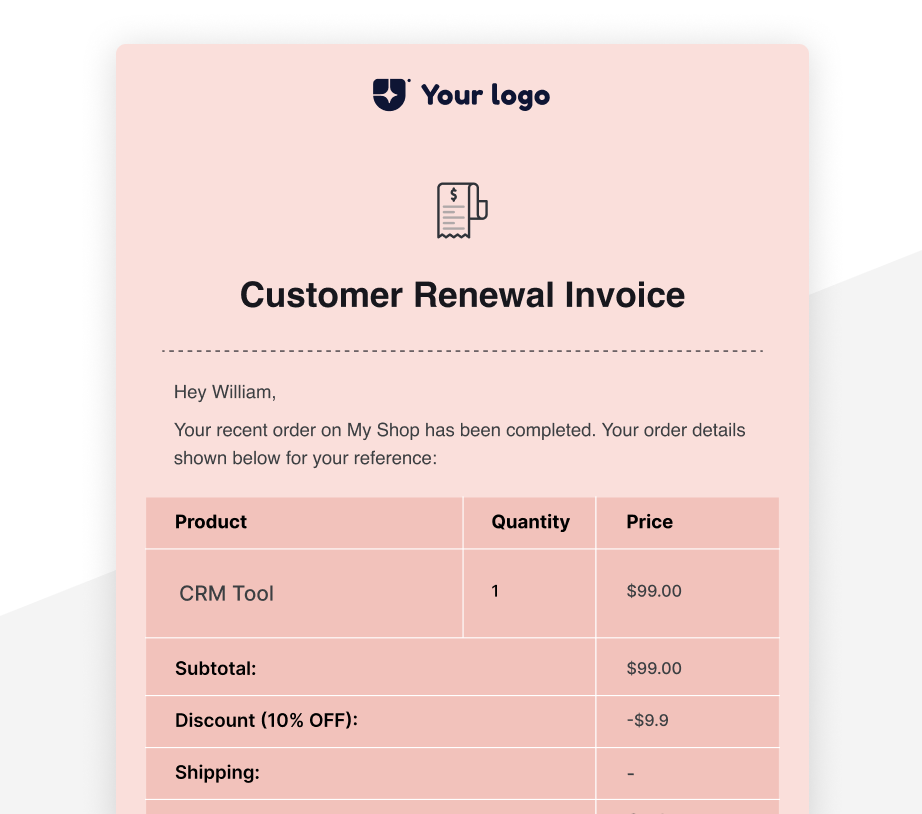 Your logo
$
Customer Renewal Invoice
Hey William,
Your recent order on My Shop has been completed. Your order details
shown below for your reference:
Product Quantity Price
CRM Tool 1 $99.00
Subtotal: $99.00
Discount (10% OFF): -$9.9
Shipping: -